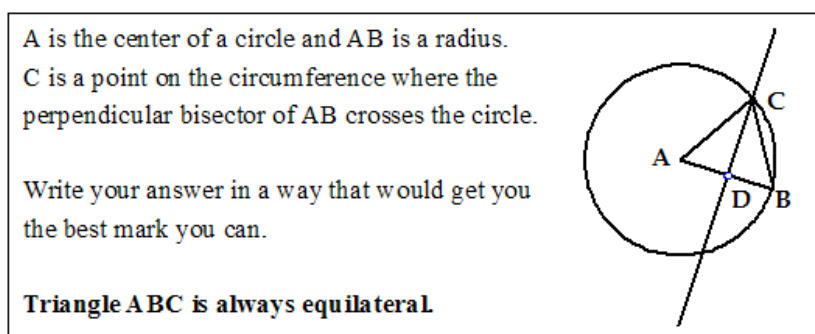 A is the center of a circle and AB is a radius.
C is a point on the circumference where the
perpendicular bisector of AB crosses the circle.
Write your answer in a way that would get you
the best mark you can.
Triangle ABC is always equilateral.
C
A
D
B